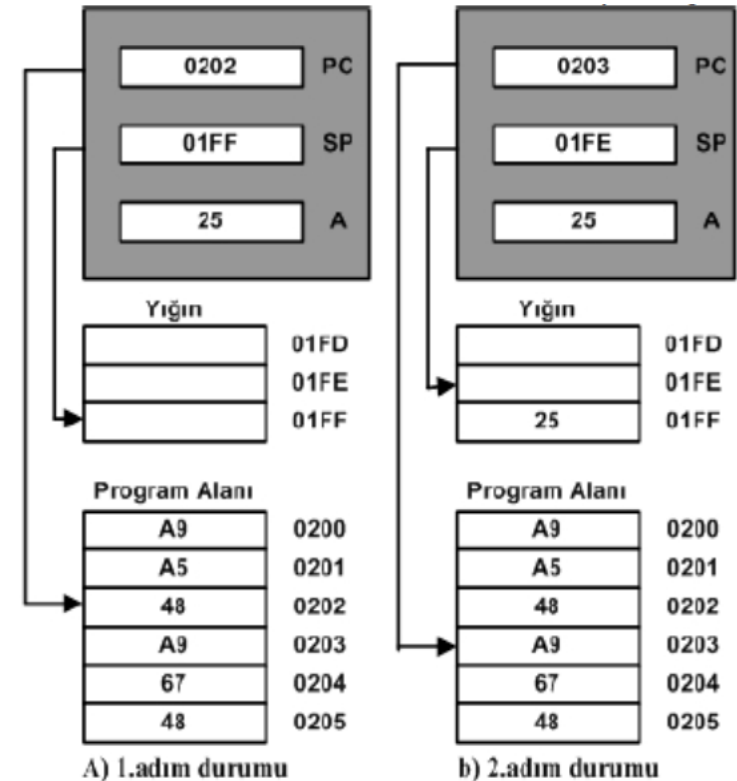 0202 PC
01FF SP
25 A
Yığın
01FD
01FE
01FF
Program Alanı
A9 0200
A5 0201
48 0202
A9 0203
67 0204
48 0205
A) 1.adım durumu
0203 PC
01FE SP
25 A
Yığın
01FD
01FE
25 01FF
Program Alanı
A9 0200
A5 0201
48 0202
A9 0203
67 0204
48 0205
b) 2.adım durumu